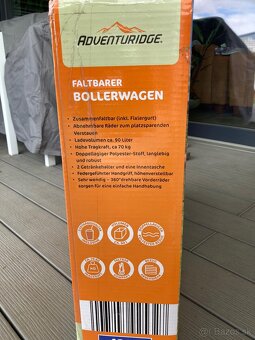 ADVENTURIDGE.
FALTBARER
BOLLERWAGEN
• Zusammenfaltbar (inkl. Fixiergurt)
• Abnehmbare Räder zum platzsparenden
Verstauen
• Ladevolumen ca. 90 Liter
• Hohe Tragkraft, ca 70 kg
• Doppellagiger Polyester-Stoff, langlebig
und robust
• 2 Getränkehalter und eine Innentasche
• Federgeführter Handgriff, höhenverstellbar
• Sehr wendig – 360°drehbare Vorderräder
sorgen für eine einfache Handhabung